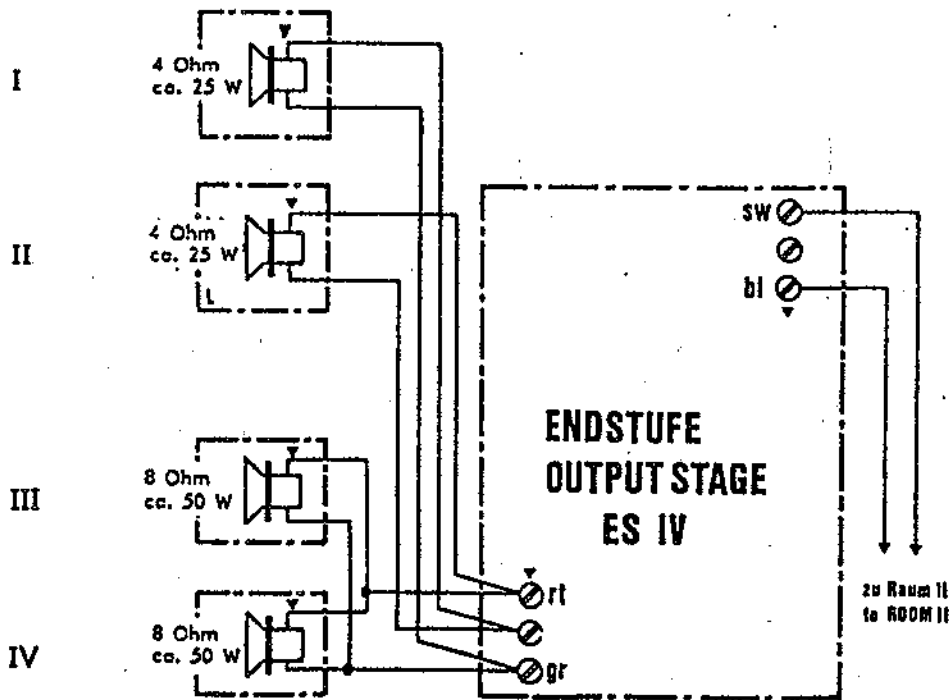 I
4 Ohm
ca. 25 W
II
4 Ohm
ca. 25 W
L
III
8 Ohm
ca. 50 W
IV
8 Ohm
ca. 50 W
sw
bl
ENDSTUFE
OUTPUT STAGE
ES IV
rt
gr
zu Raum II
to ROOM II